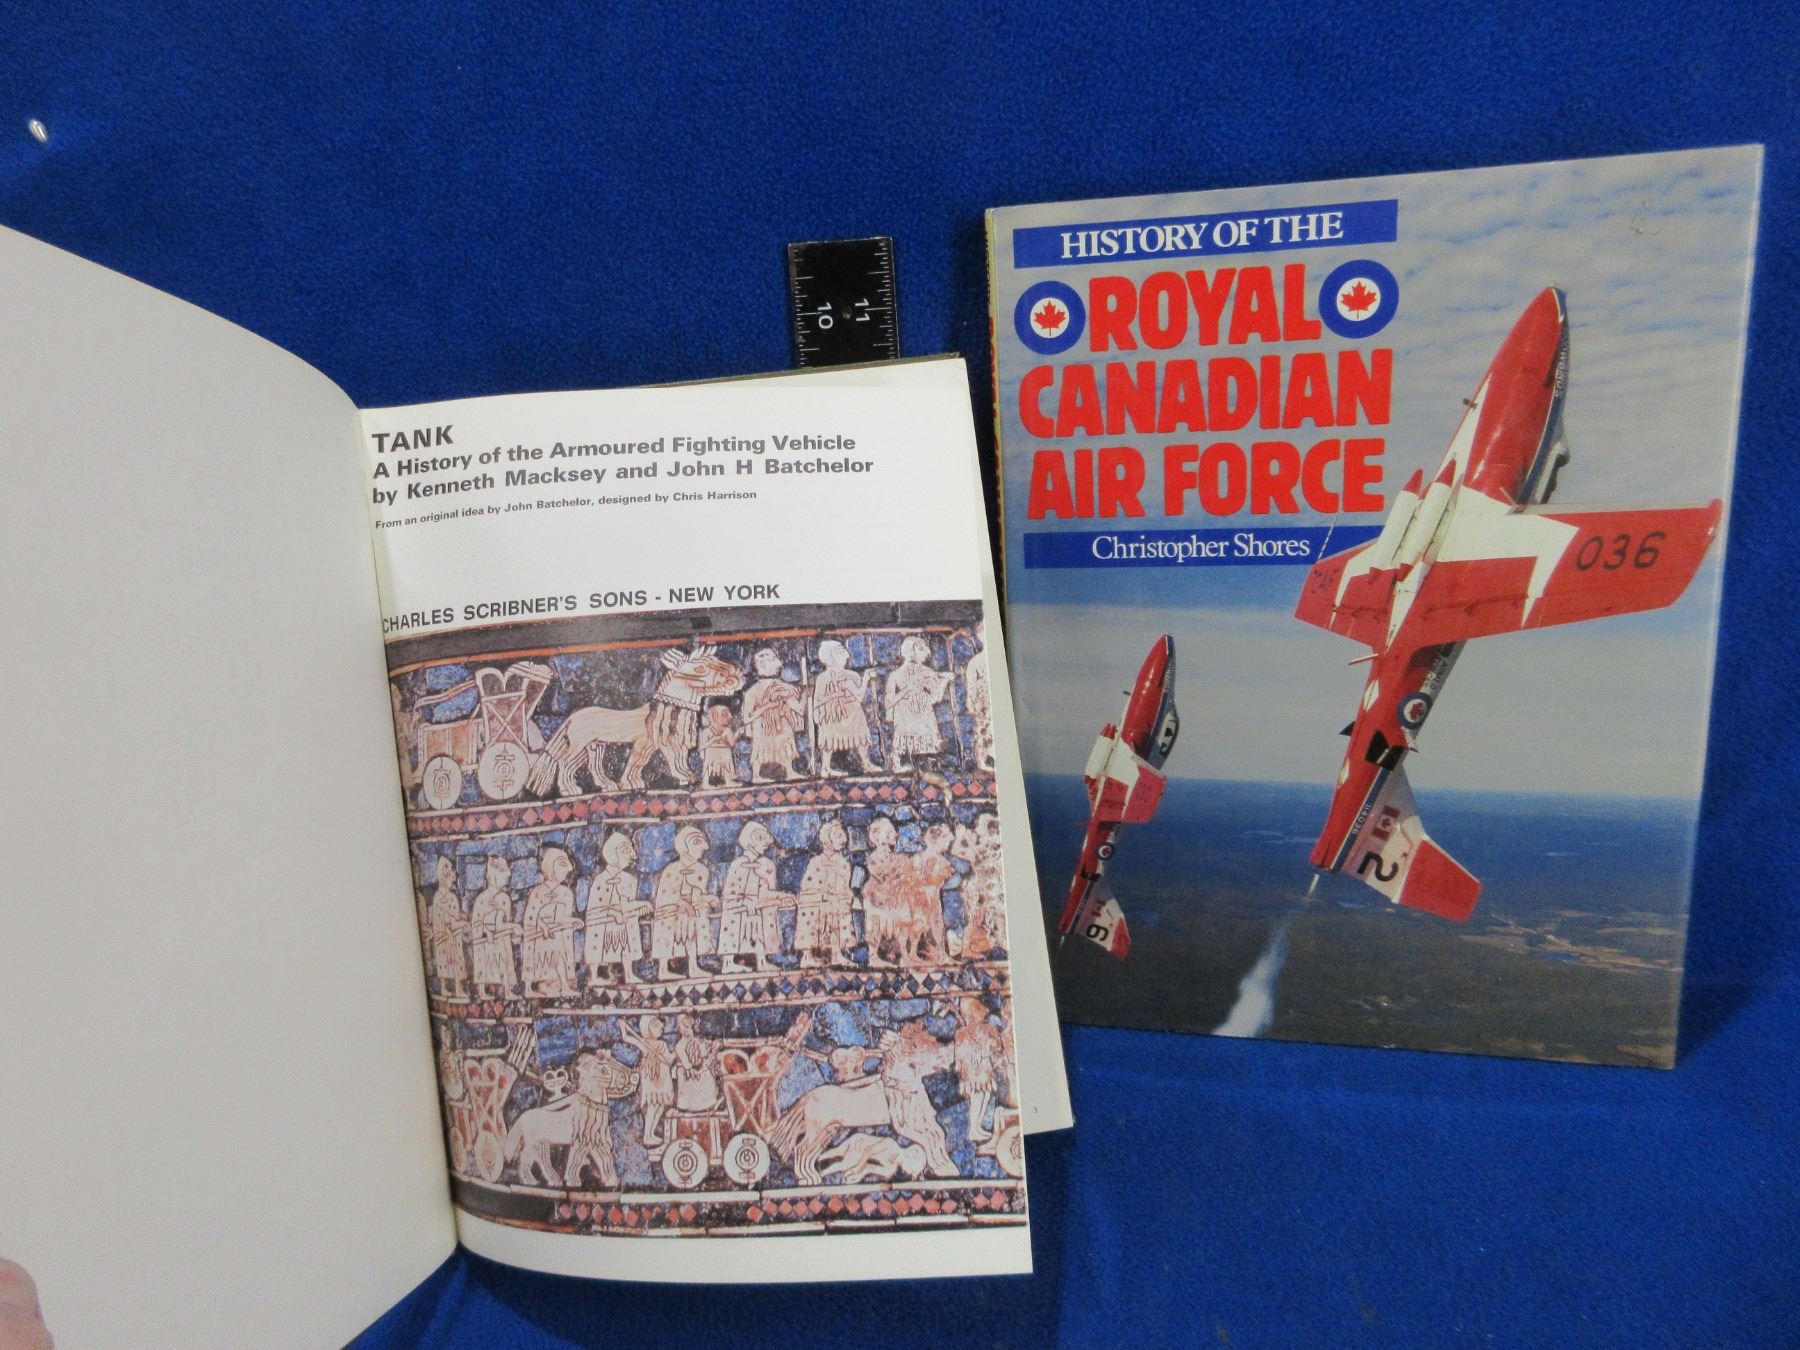 TANK
A History of the Armoured Fighting Vehicle
by Kenneth Macksey and John H Batchelor
From an original idea by John Batchelor, designed by Chris Harrison
CHARLES SCRIBNER'S SONS - NEW YORK
3
10
11
HISTORY OF THE
ROYAL
CANADIAN
AIR FORCE
Christopher Shores
036
2